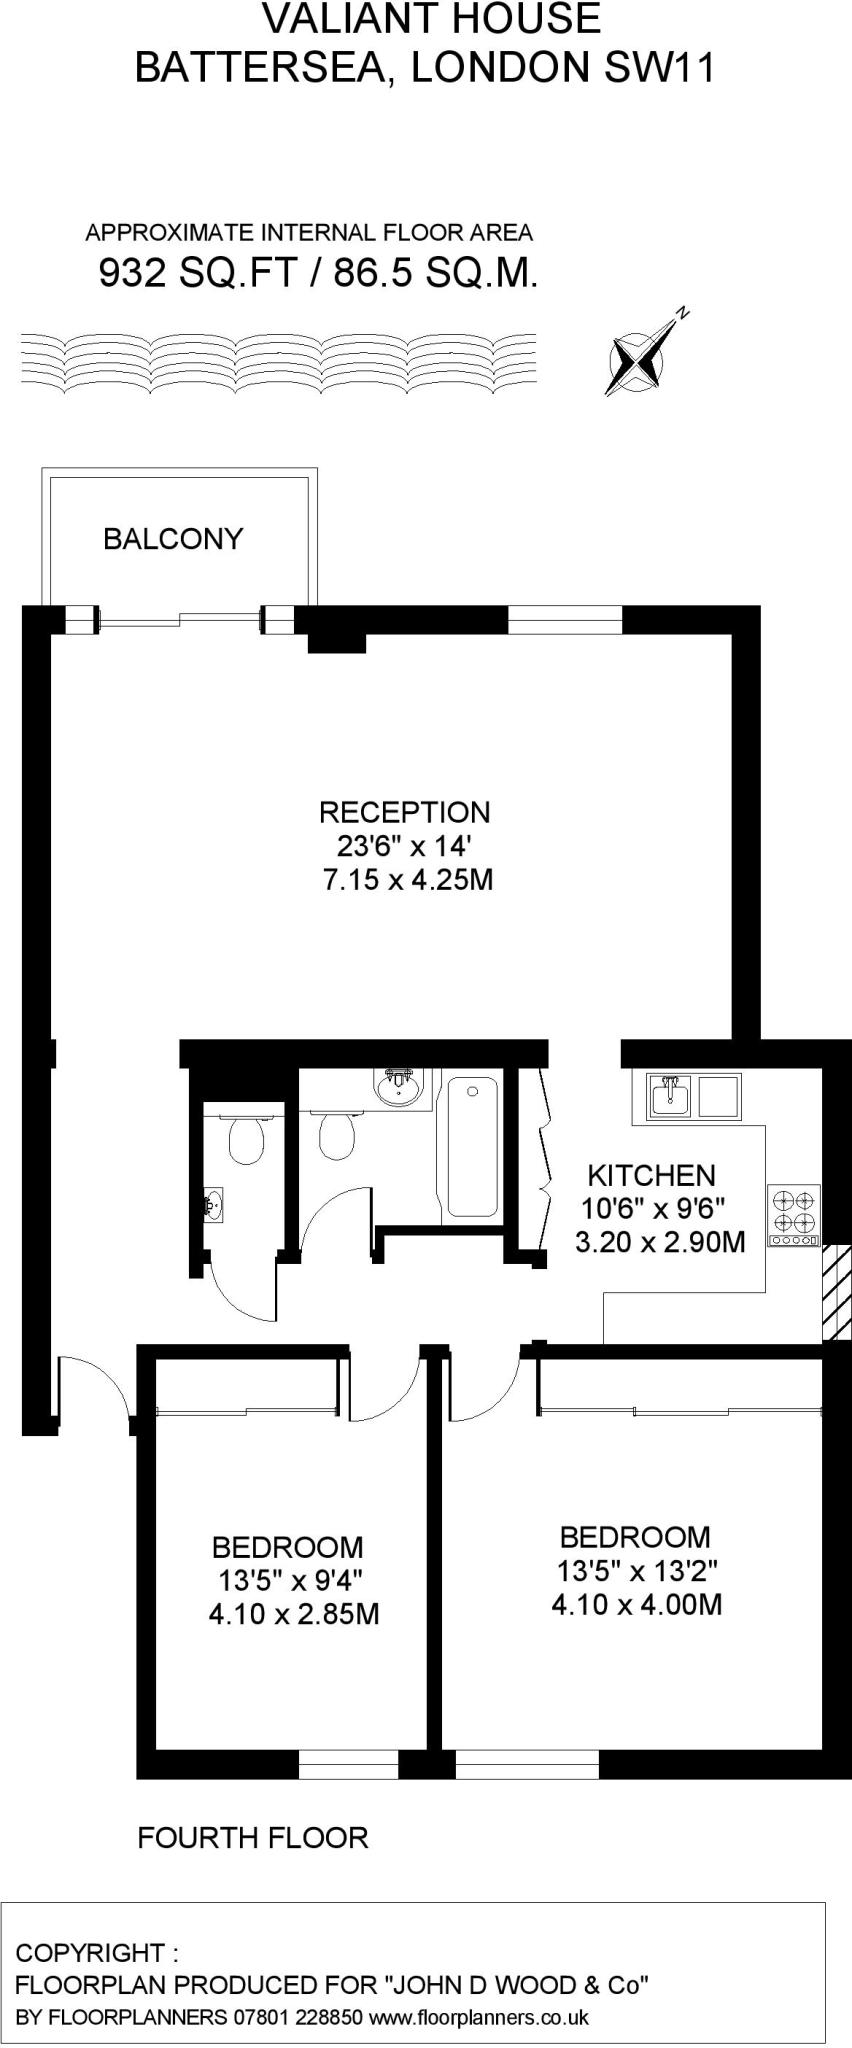 VALIANT HOUSE
BATTERSEA, LONDON SW11
APPROXIMATE INTERNAL FLOOR AREA
932 SQ.FT / 86.5 SQ.M.
N
BALCONY
RECEPTION
23'6" x 14'
7.15 x 4.25M
KITCHEN
10'6" x 9'6"
3.20 x 2.90M
BEDROOM
13'5" x 9'4"
4.10 x 2.85M
BEDROOM
13'5" x 13'2"
4.10 x 4.00M
FOURTH FLOOR
COPYRIGHT :
FLOORPLAN PRODUCED FOR "JOHN D WOOD & Co"
BY FLOORPLANNERS 07801 228850 www.floorplanners.co.uk